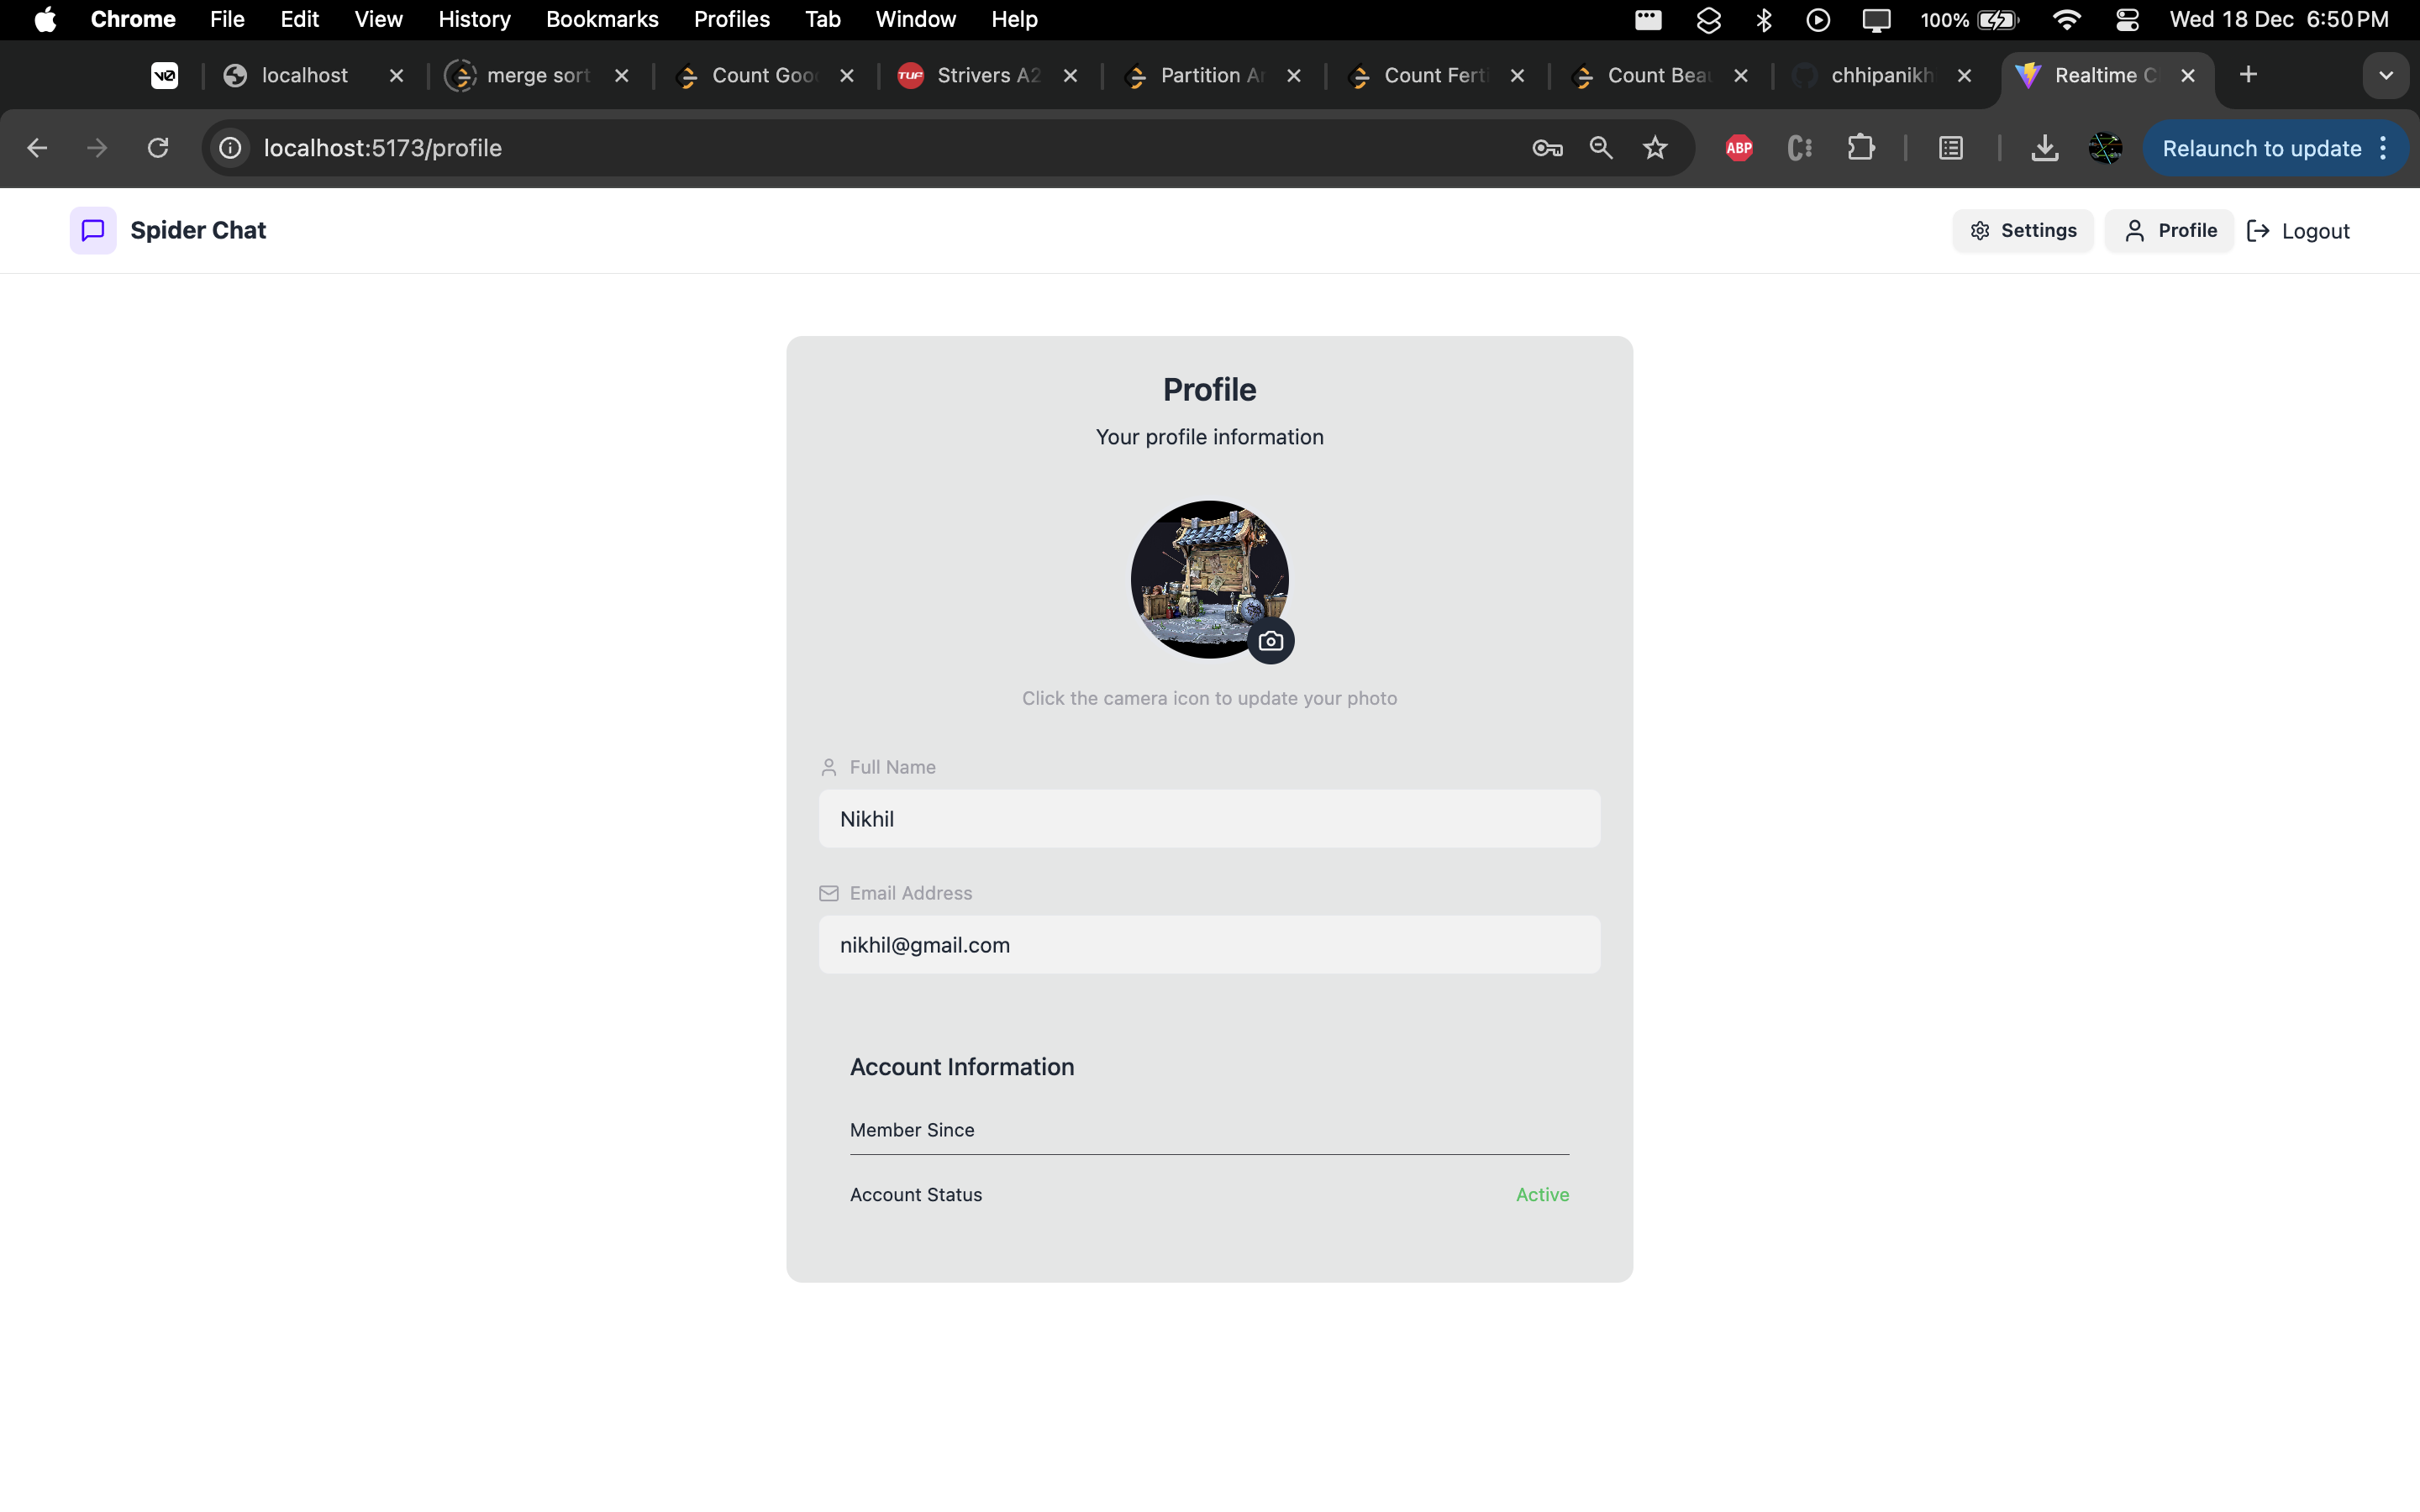 Chrome File Edit View History Bookmarks Profiles Tab Window Help 100% Wed 18 Dec 6:50 PM
v0 localhost merge sort Count Goo TUF Strivers A2 Partition Ar Count Fert Count Bea chhipanikh Realtime C
localhost:5173/profile ABP Relaunch to update
Spider Chat Settings Profile Logout
Profile
Your profile information
Click the camera icon to update your photo
Full Name
Nikhil
Email Address
nikhil@gmail.com
Account Information
Member Since
Account Status Active